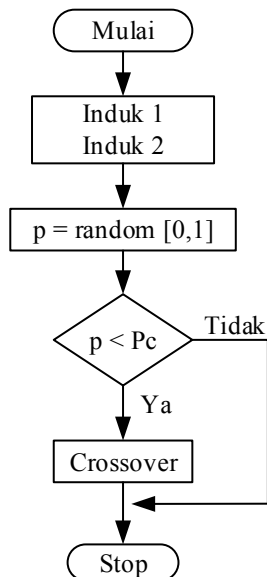 Mulai
Induk 1
Induk 2
p = random [0,1]
p < Pc
Tidak
Ya
Crossover
Stop